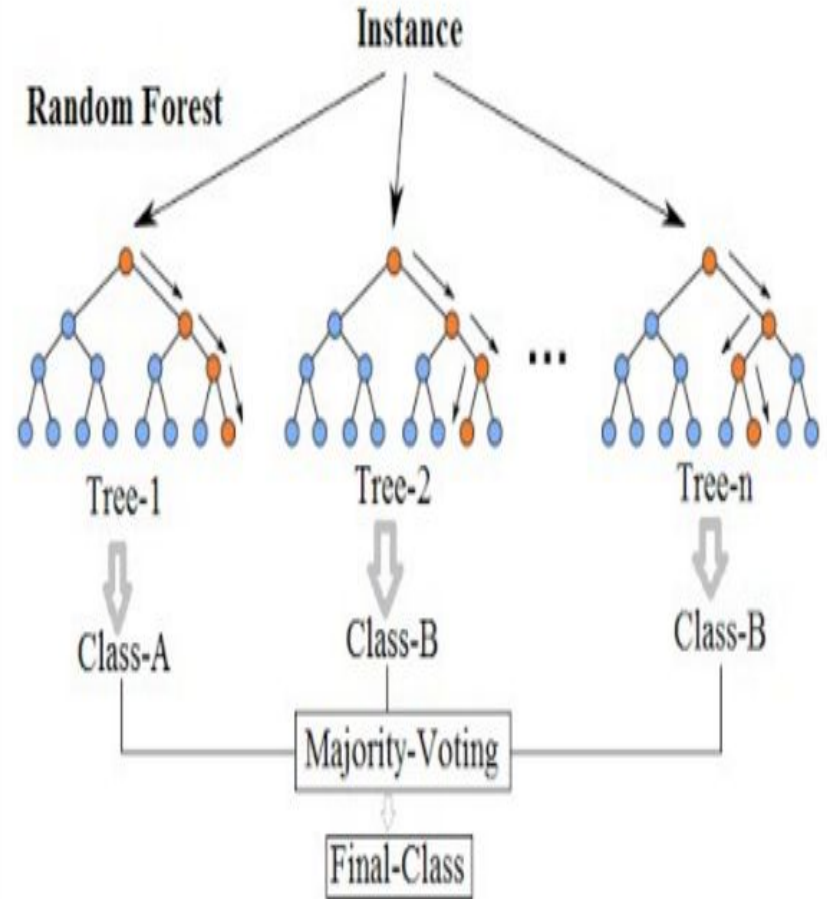 Instance
Random Forest
...
Tree-1
Tree-2
Tree-n
Class-A
Class-B
Class-B
Majority-Voting
Final-Class